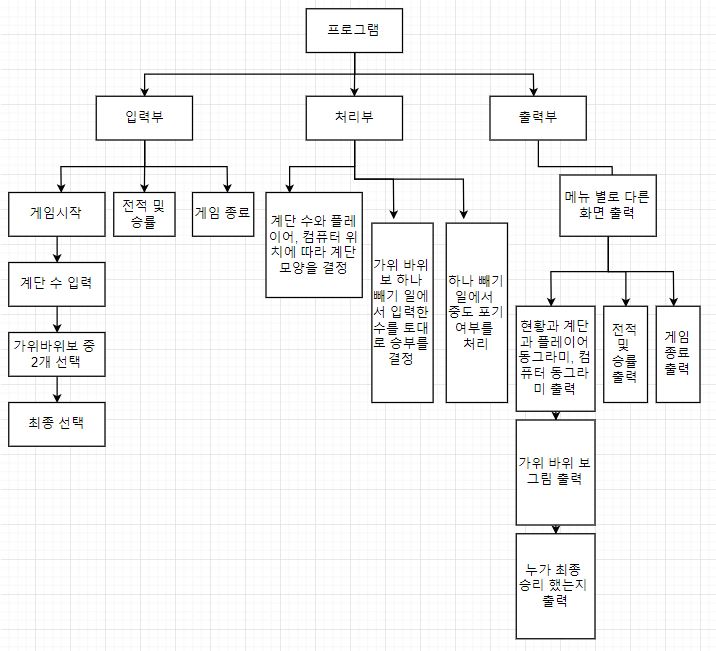 프로그램
입력부
처리부
출력부
게임시작
전적 및
승률
게임 종료
계단 수와 플레
이어, 컴퓨터 위
치에 따라 계단
모양을 결정
메뉴 별로 다른
화면 출력
계단 수 입력
가위바위보 중
2개 선택
최종 선택
가위 바위
보 하나
빼기 일에
서 입력한
수를 토대
로 승부를
결정
하나 빼기
일에서
중도 포기
여부를
처리
현황과 계단
과 플레이어
동그라미, 컴
퓨터 동그라
미 출력
전적
및
승률
출력
게임
종료
출력
가위 바위 보
그림 출력
누가 최종
승리 했는지
출력